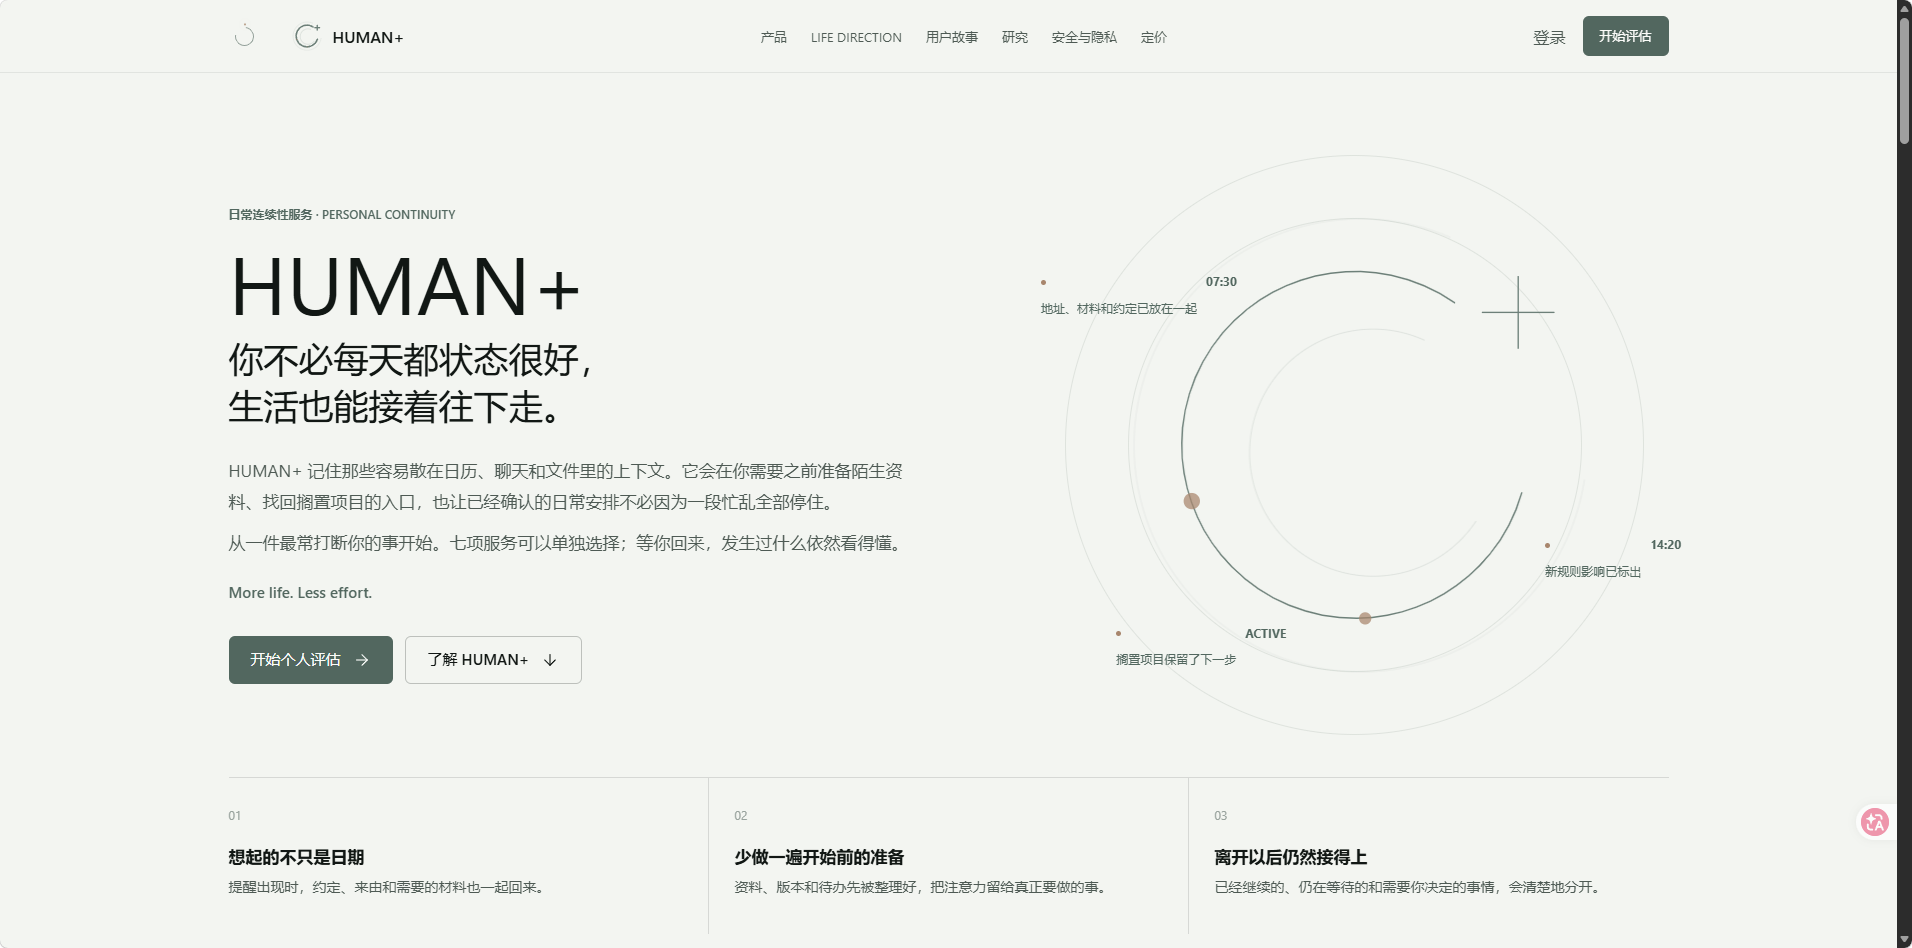 HUMAN+
产品
LIFE DIRECTION
用户故事
研究
安全与隐私
定价
登录
开始评估
日常连续性服务 · PERSONAL CONTINUITY
HUMAN+
你不必每天都状态很好，
生活也能接着往下走。
HUMAN+ 记住那些容易散在日历、聊天和文件里的上下文。它会在你需要之前准备陌生资
料、找回搁置项目的入口，也让已经确认的日常安排不必因为一段忙乱全部停住。
从一件最常打断你的事开始。七项服务可以单独选择；等你回来，发生过什么依然看得懂。
More life. Less effort.
开始个人评估
了解 HUMAN+
07:30
地址、材料和约定已放在一起
14:20
新规则影响已标出
ACTIVE
搁置项目保留了下一步
01
想起的不只是日期
提醒出现时，约定、来由和需要的材料也一起回来。
02
少做一遍开始前的准备
资料、版本和待办先被整理好，把注意力留给真正要做的事。
03
离开以后仍然接得上
已经继续的、仍在等待的和需要你决定的事情，会清楚地分开。
A